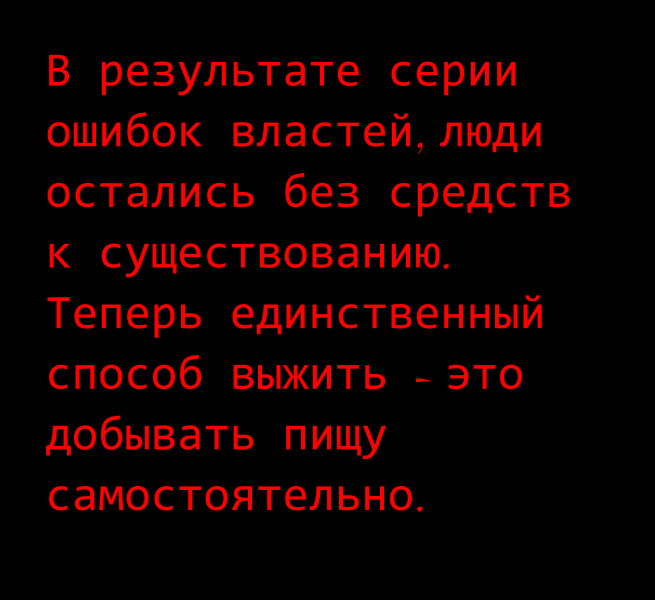 В результате серии
ошибок властей, люди
остались без средств
к существованию.
Теперь единственный
способ выжить - это
добывать пищу
самостоятельно.